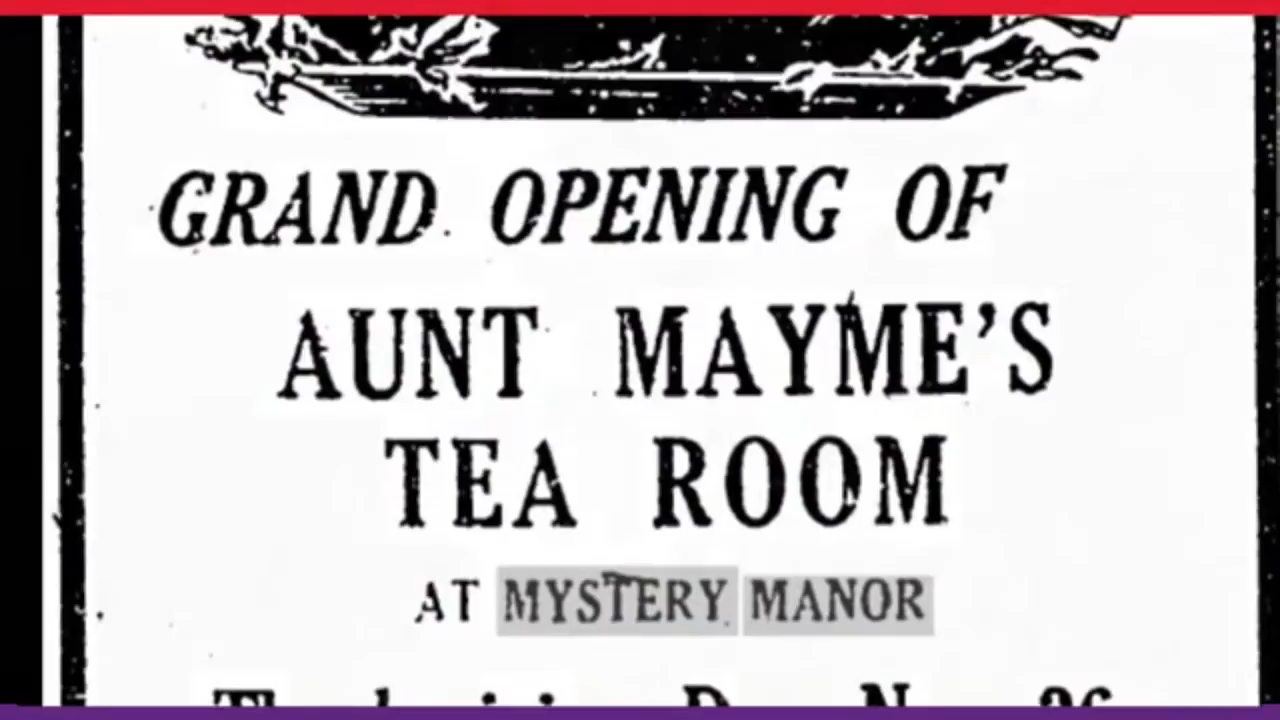 GRAND OPENING OF
AUNT MAYME'S
TEA ROOM
AT MYSTERY MANOR